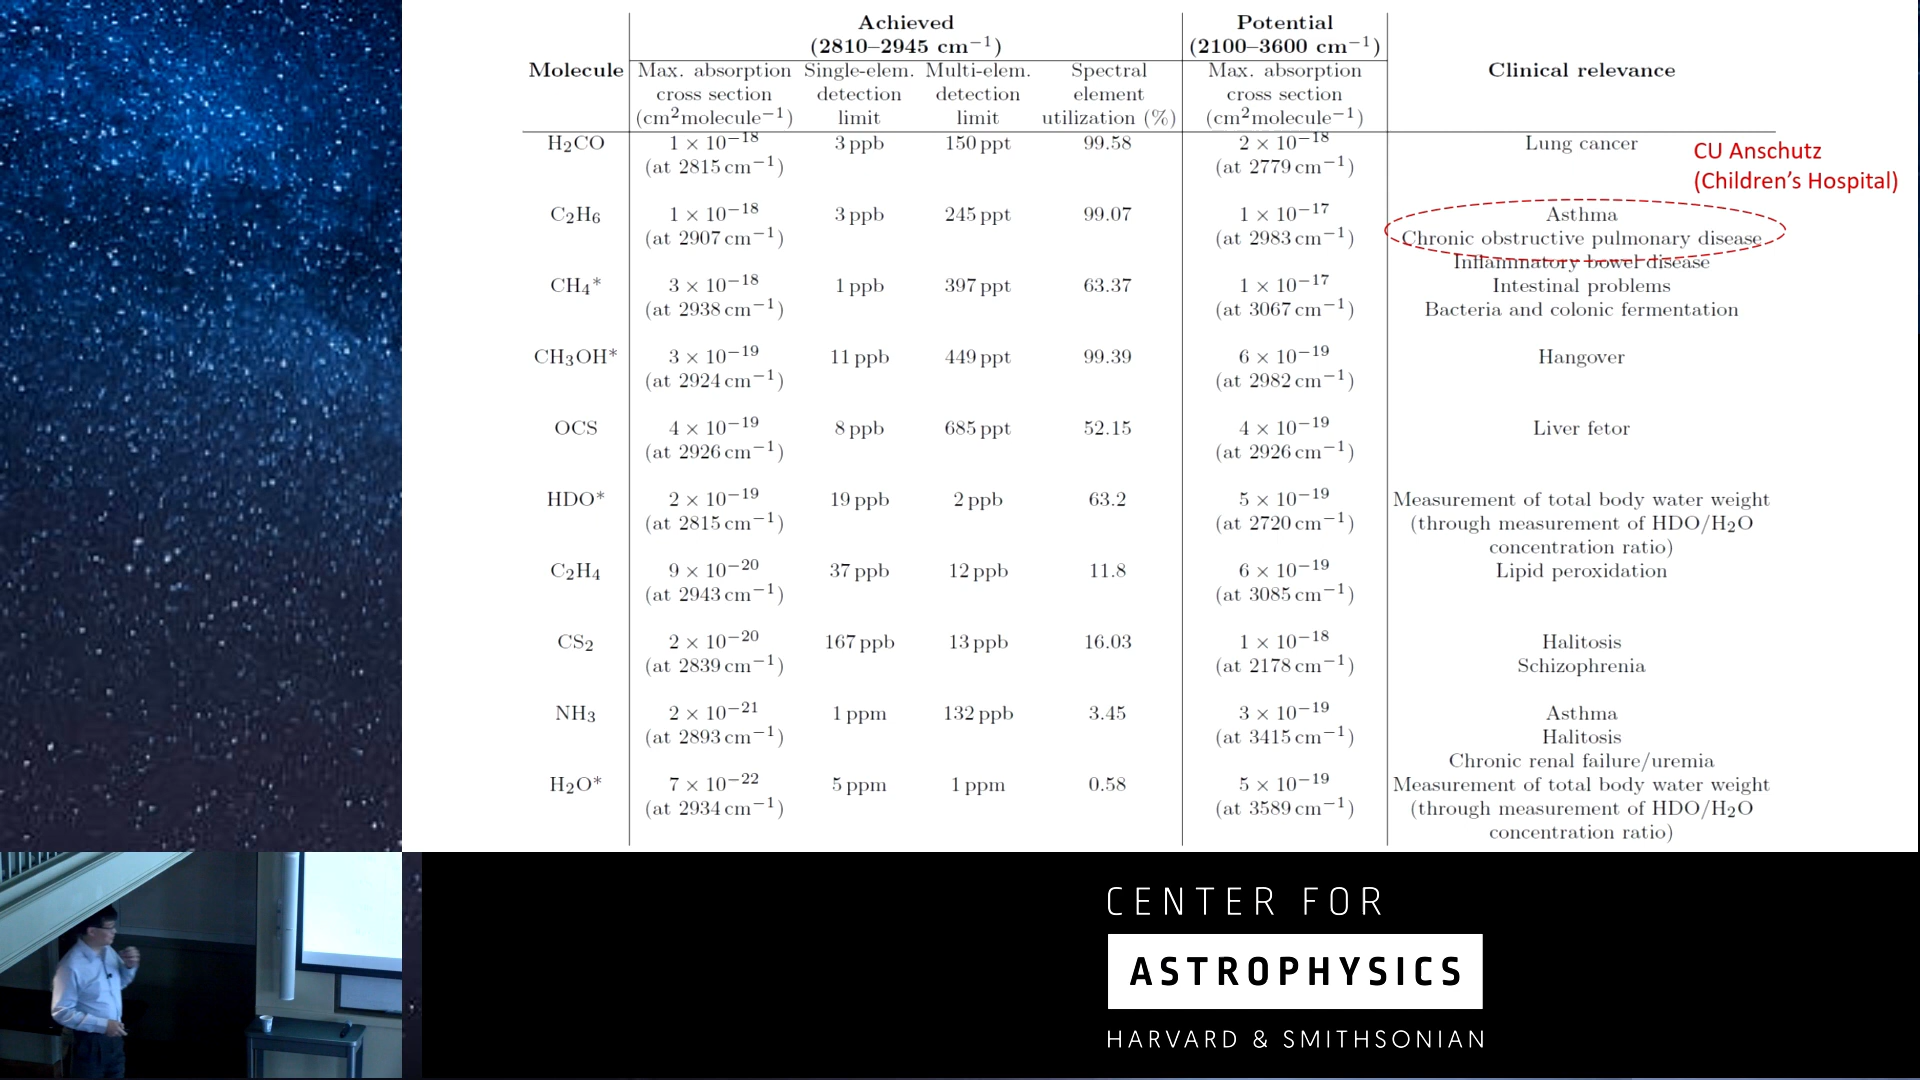 Achieved
(2810–2945 cm⁻¹)
Potential
(2100–3600 cm⁻¹)
Molecule
Max. absorption
cross section
(cm²molecule⁻¹)
Single-elem.
detection
limit
Multi-elem.
detection
limit
Spectral
element
utilization (%)
Max. absorption
cross section
(cm²molecule⁻¹)
Clinical relevance
H₂CO 1 × 10⁻¹⁸ 3 ppb 150 ppt 99.58 2 × 10⁻¹⁸ Lung cancer
(at 2815 cm⁻¹) (at 2779 cm⁻¹)
CU Anschutz
(Children's Hospital)
C₂H₆ 1 × 10⁻¹⁸ 3 ppb 245 ppt 99.07 1 × 10⁻¹⁷ Asthma
(at 2907 cm⁻¹) (at 2983 cm⁻¹) Chronic obstructive pulmonary disease
Inflammatory bowel disease
CH₄* 3 × 10⁻¹⁸ 1 ppb 397 ppt 63.37 1 × 10⁻¹⁷ Intestinal problems
(at 2938 cm⁻¹) (at 3067 cm⁻¹) Bacteria and colonic fermentation
CH₃OH* 3 × 10⁻¹⁹ 11 ppb 449 ppt 99.39 6 × 10⁻¹⁹ Hangover
(at 2924 cm⁻¹) (at 2982 cm⁻¹)
OCS 4 × 10⁻¹⁹ 8 ppb 685 ppt 52.15 4 × 10⁻¹⁹ Liver fetor
(at 2926 cm⁻¹) (at 2926 cm⁻¹)
HDO* 2 × 10⁻¹⁹ 19 ppb 2 ppb 63.2 5 × 10⁻¹⁹ Measurement of total body water weight
(at 2815 cm⁻¹) (at 2720 cm⁻¹) (through measurement of HDO/H₂O
concentration ratio)
C₂H₄ 9 × 10⁻²⁰ 37 ppb 12 ppb 11.8 6 × 10⁻¹⁹ Lipid peroxidation
(at 2943 cm⁻¹) (at 3085 cm⁻¹)
CS₂ 2 × 10⁻²⁰ 167 ppb 13 ppb 16.03 1 × 10⁻¹⁸ Halitosis
(at 2839 cm⁻¹) (at 2178 cm⁻¹) Schizophrenia
NH₃ 2 × 10⁻²¹ 1 ppm 132 ppb 3.45 3 × 10⁻¹⁹ Asthma
(at 2893 cm⁻¹) (at 3415 cm⁻¹) Halitosis
Chronic renal failure/uremia
H₂O* 7 × 10⁻²² 5 ppm 1 ppm 0.58 5 × 10⁻¹⁹ Measurement of total body water weight
(at 2934 cm⁻¹) (at 3589 cm⁻¹) (through measurement of HDO/H₂O
concentration ratio)
CENTER FOR
ASTROPHYSICS
HARVARD & SMITHSONIAN